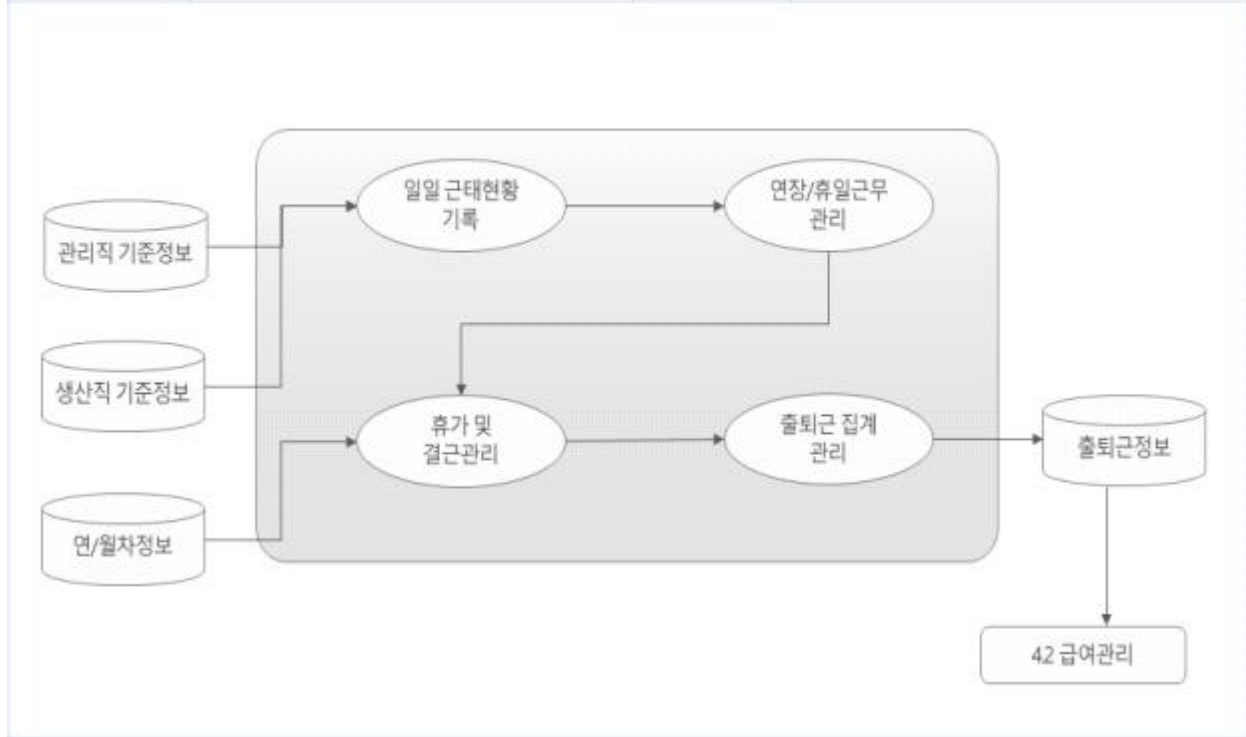 일일 근태현황
기록
연장/휴일근무
관리
관리직 기준정보
생산직 기준정보
휴가 및
결근관리
출퇴근 집계
관리
출퇴근정보
연/월차정보
4.2 급여관리